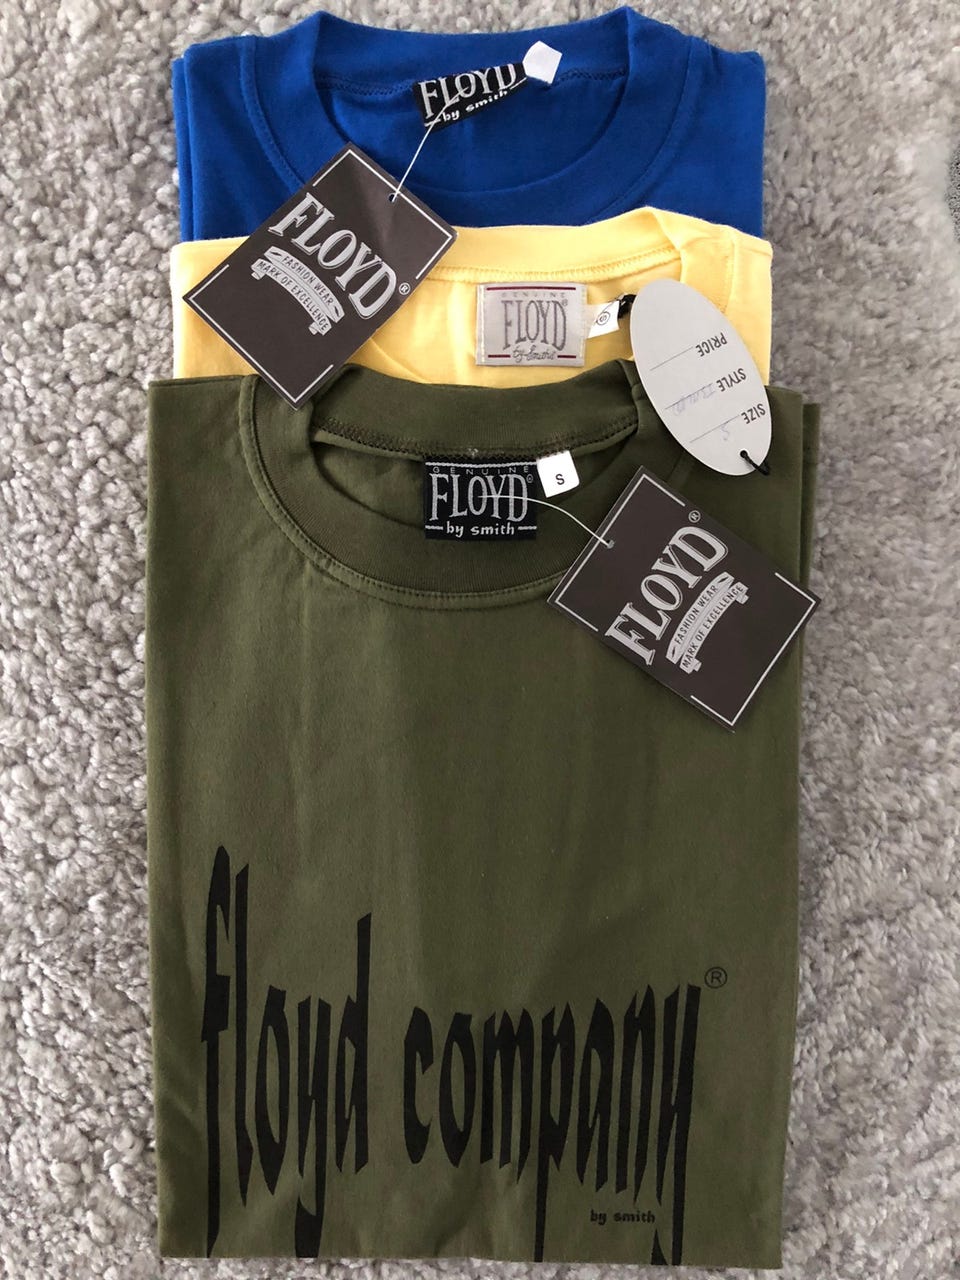 FLOYD
by smith
FLOYD®
FASHION WEAR
MARK OF EXCELLENCE
GENUINE
FLOYD®
by Smith
S
PRICE
STYLE
SIZE S
GENUINE
FLOYD®
by smith
S
FLOYD®
FASHION WEAR
MARK OF EXCELLENCE
floyd company®
by smith